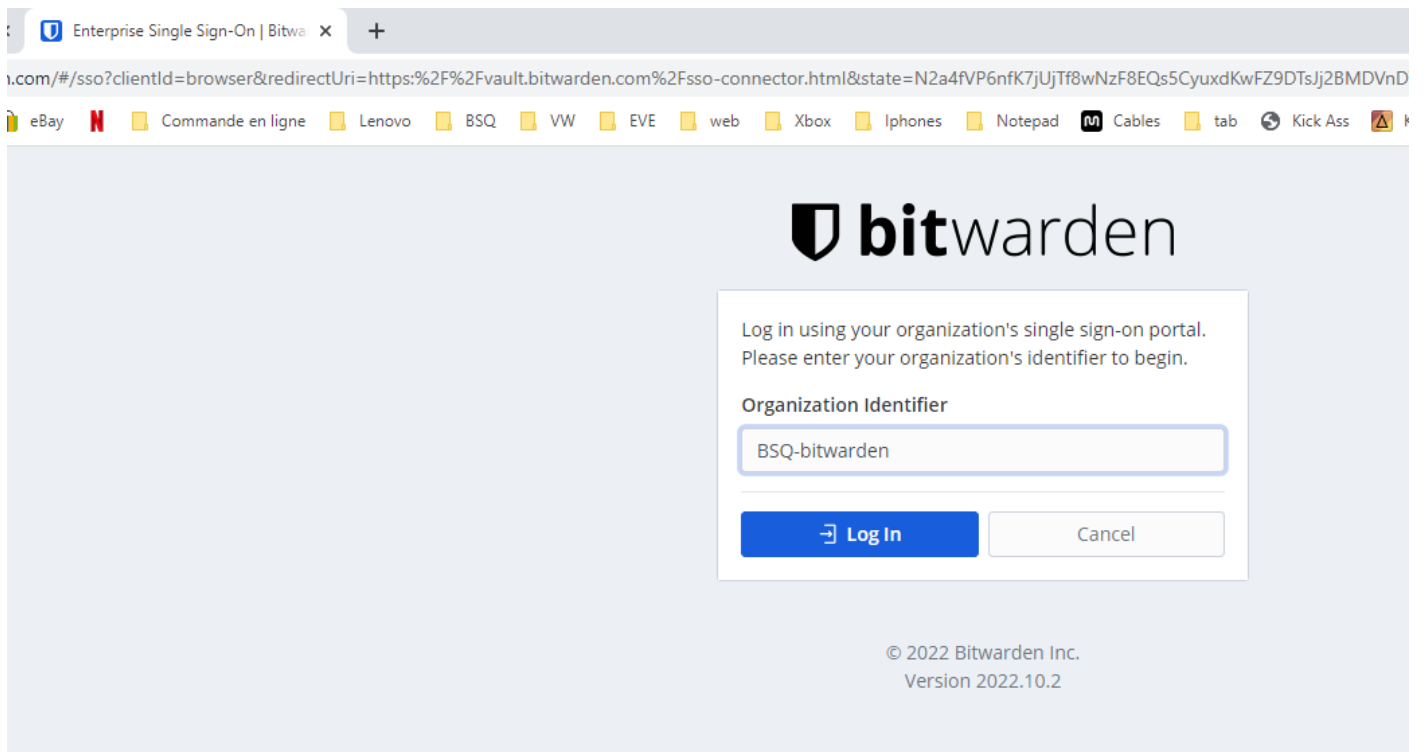 Enterprise Single Sign-On | Bitwa
n.com/#/sso?clientId=browser&redirectUri=https:%2F%2Fvault.bitwarden.com%2Fsso-connector.html&state=N2a4fVP6nfK7jUjTf8wNzF8EQs5CyuxdKwFZ9DTsJj2BMDVnD
eBay Commande en ligne Lenovo BSQ VW EVE web Xbox Iphones Notepad Cables tab Kick Ass K
bitwarden
Log in using your organization's single sign-on portal.
Please enter your organization's identifier to begin.
Organization Identifier
BSQ-bitwarden
Log In Cancel
© 2022 Bitwarden Inc.
Version 2022.10.2